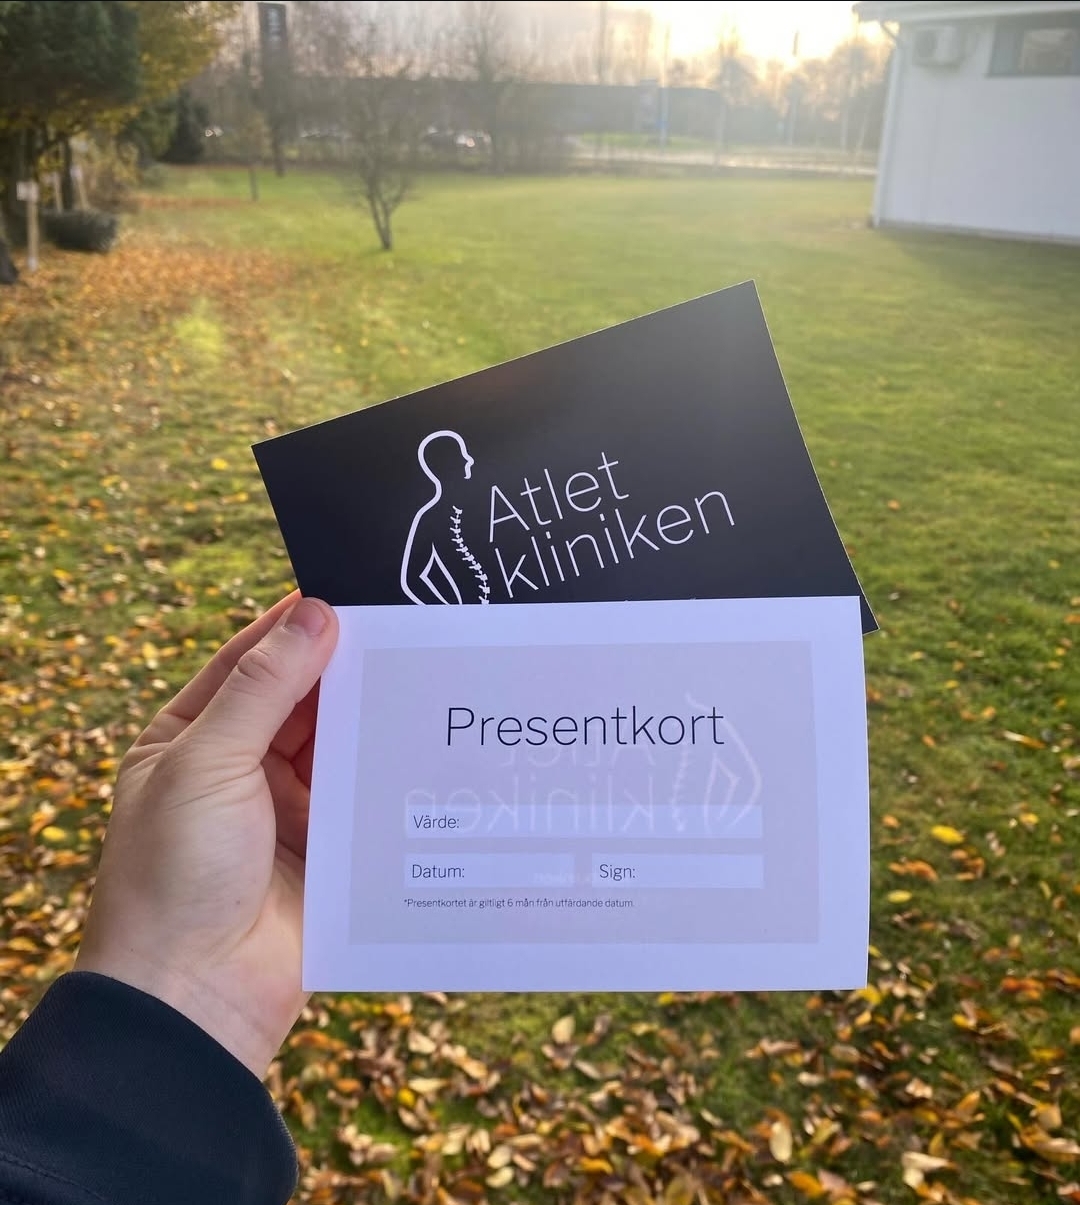 Atlet
kliniken
Presentkort
Värde:
Datum:
Sign:
*Presentkortet är giltigt 6 mån från utfärdande datum.